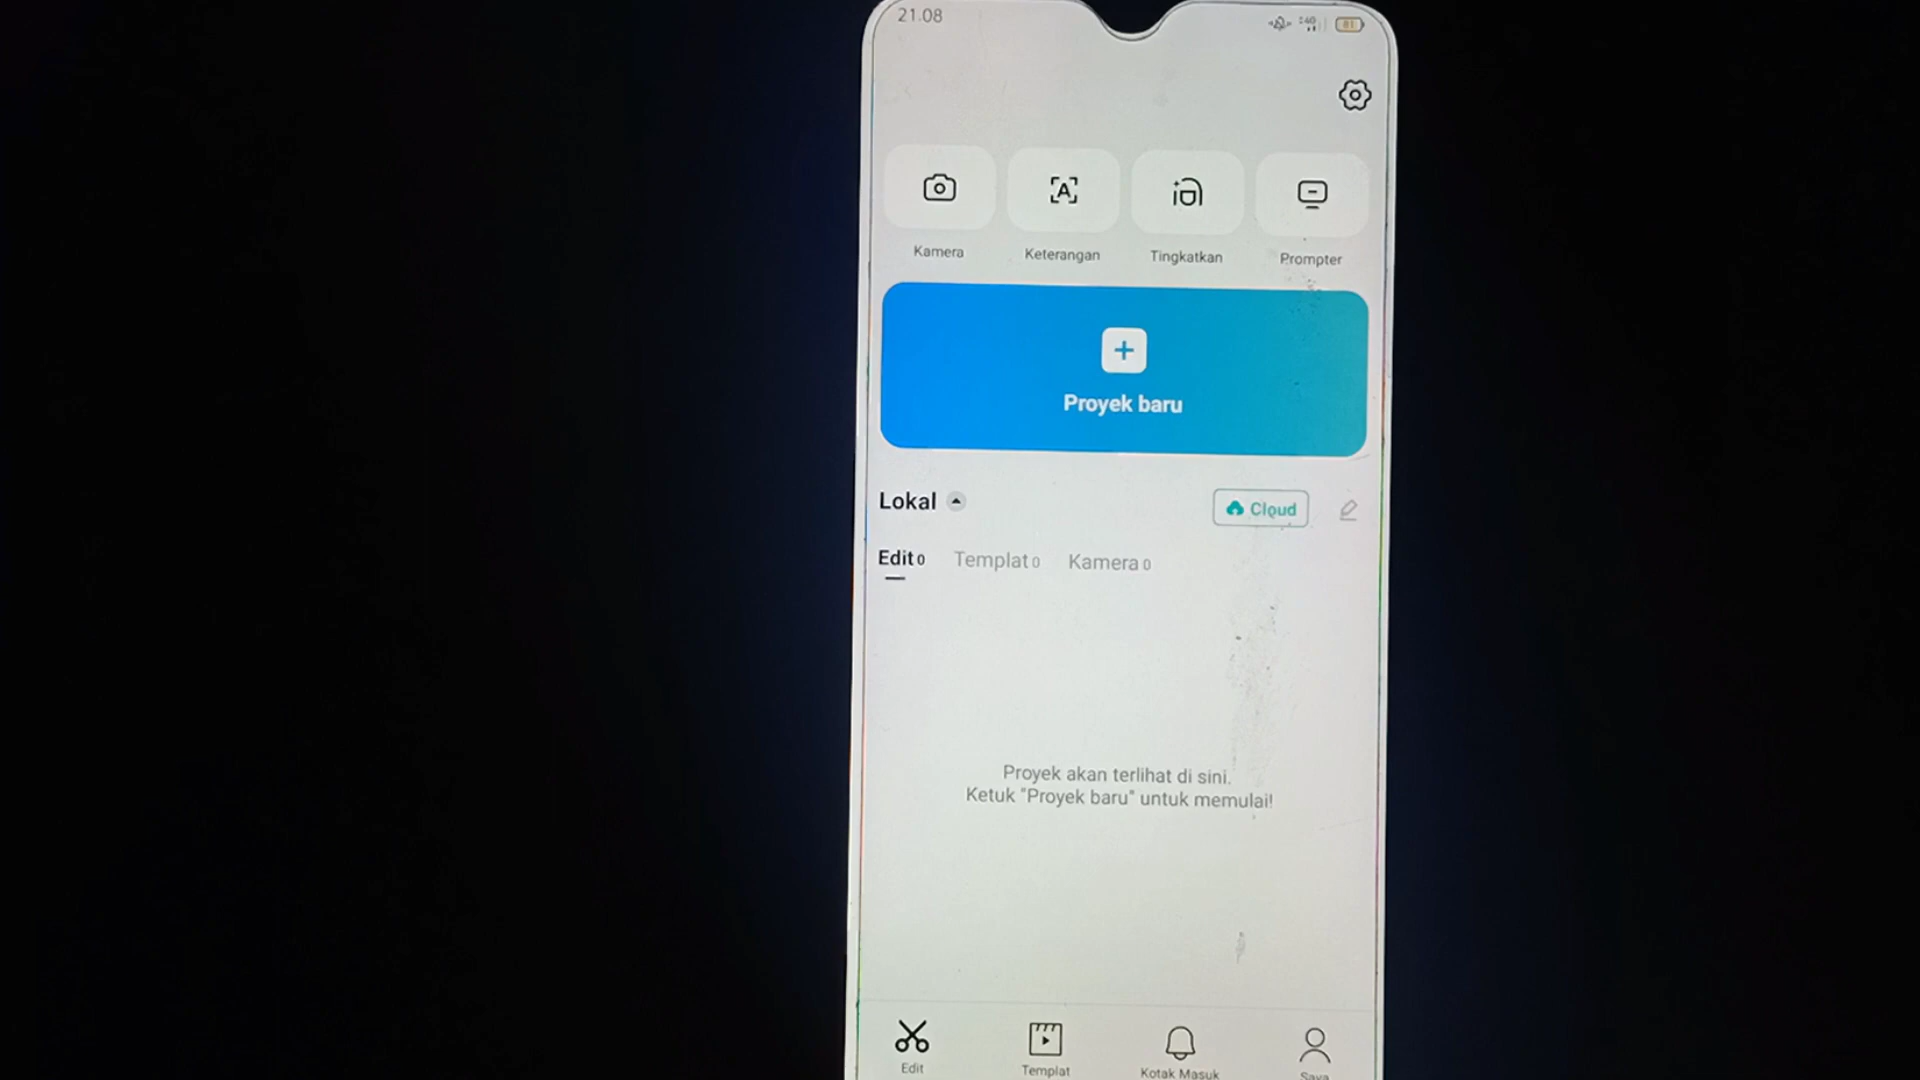 21.08
81
Kamera
Keterangan
Tingkatkan
Prompter
Proyek baru
Lokal
Cloud
Edit 0
Templat 0
Kamera 0
Proyek akan terlihat di sini.
Ketuk "Proyek baru" untuk memulai!
Edit
Templat
Kotak Masuk
Saya